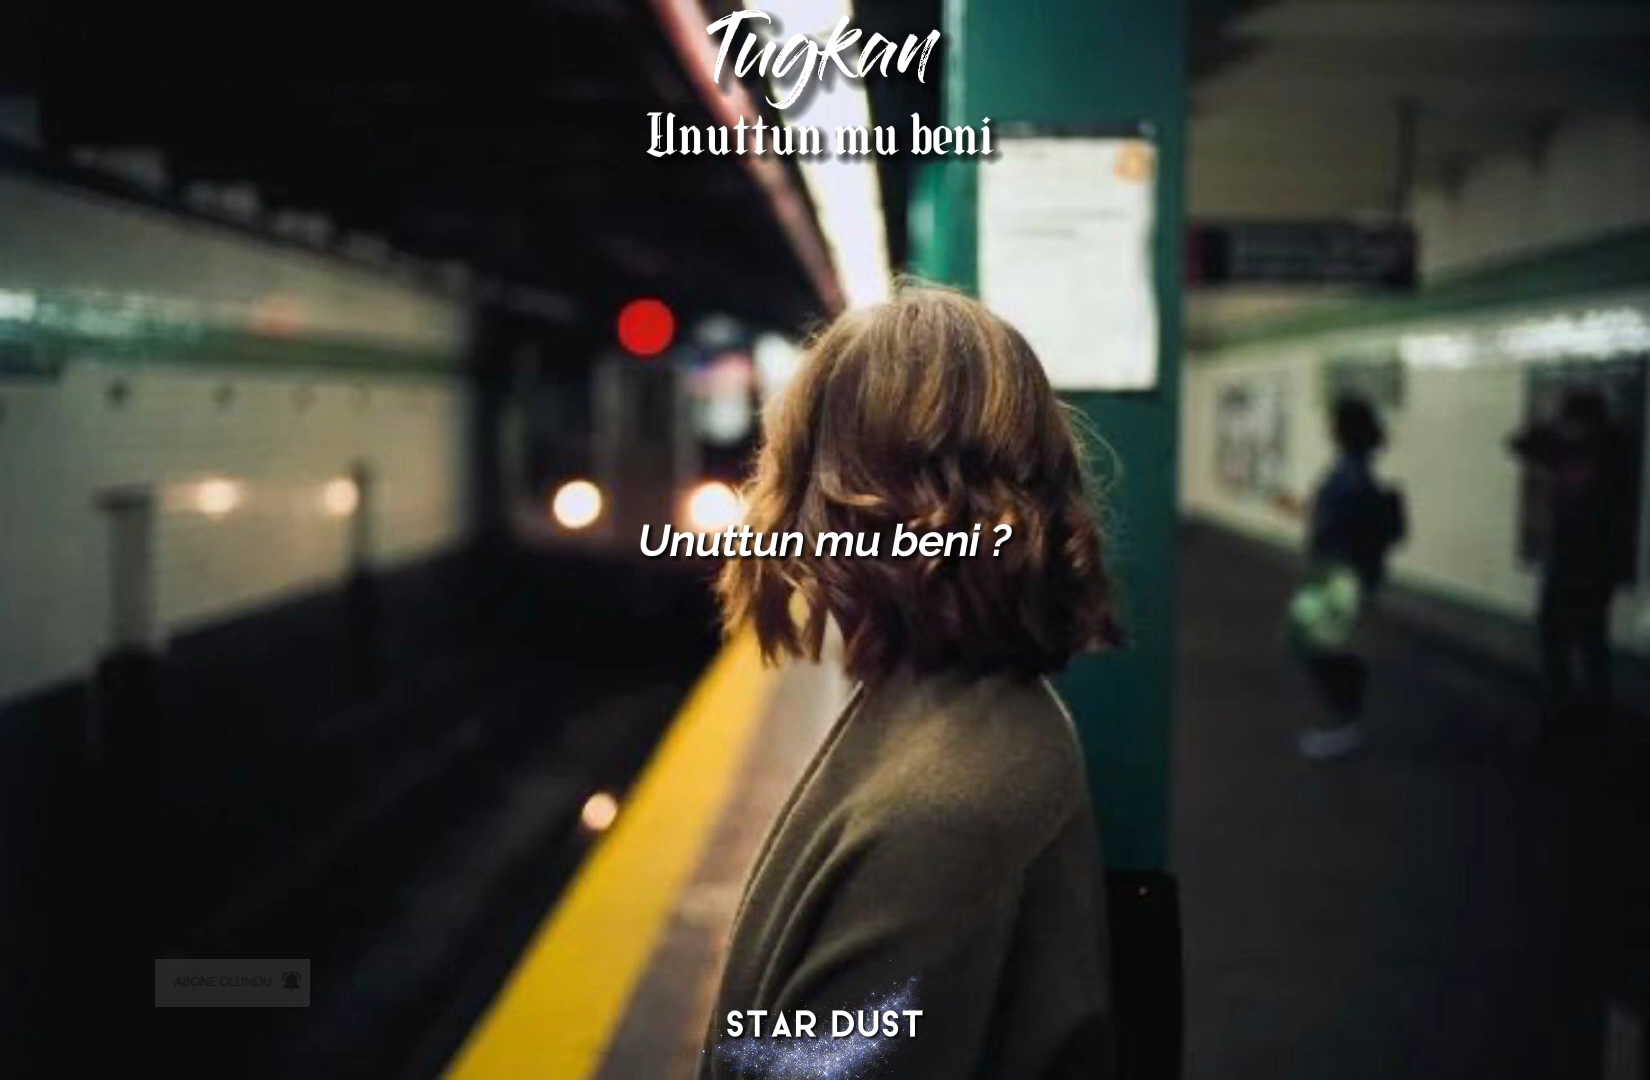 Tugkan
Unuttun mu beni
Unuttun mu beni ?
ABONE OLUNDU
STAR DUST